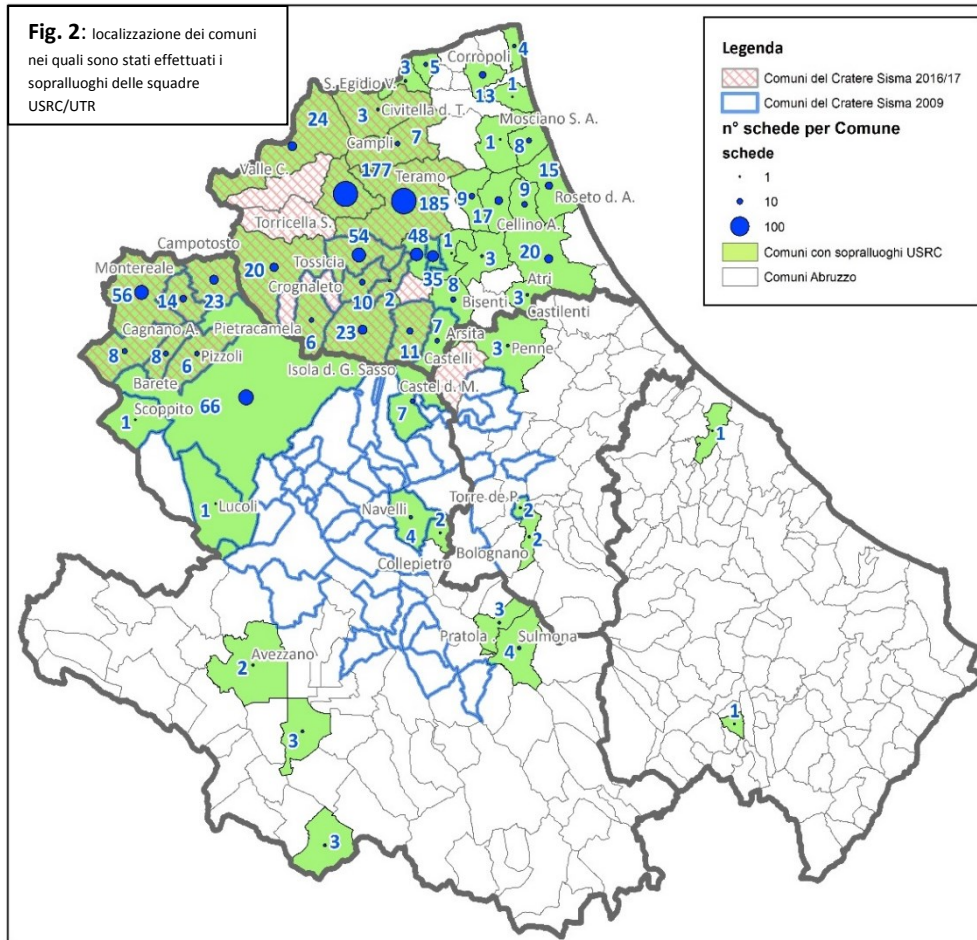 Fig. 2: localizzazione dei comuni
nei quali sono stati effettuati i
sopralluoghi delle squadre
USRC/UTR
Legenda
Comuni del Cratere Sisma 2016/17
Comuni del Cratere Sisma 2009
n° schede per Comune
schede
1
10
100
Comuni con sopralluoghi USRC
Comuni Abruzzo
4
Corropoli
5
3
S. Egidio V.
13
1
24
3
Civitella d. T.
Mosciano S. A.
Campli
7
1
8
Valle C.
177
Teramo
15
9
9
Roseto d. A.
185
17
Torricella S.
Cellino A.
54
48
1
Campotosto
Tossicia
3
20
Montereale
20
35
Crognaleto
8
Atri
56
14
23
10
2
Bisenti
3
Castilenti
Cagnano A.
Pietracamela
6
23
7
Arsita
8
8
6
Pizzoli
11
Castelli
3
Penne
Barete
Isola d. G. Sasso
Castel d. M.
66
7
Scoppito
1
1
Lucoli
Navelli
Torre de P.
2
4
2
2
Collepietro
Bolognano
3
Pratola
Sulmona
4
Avezzano
2
1
3
3